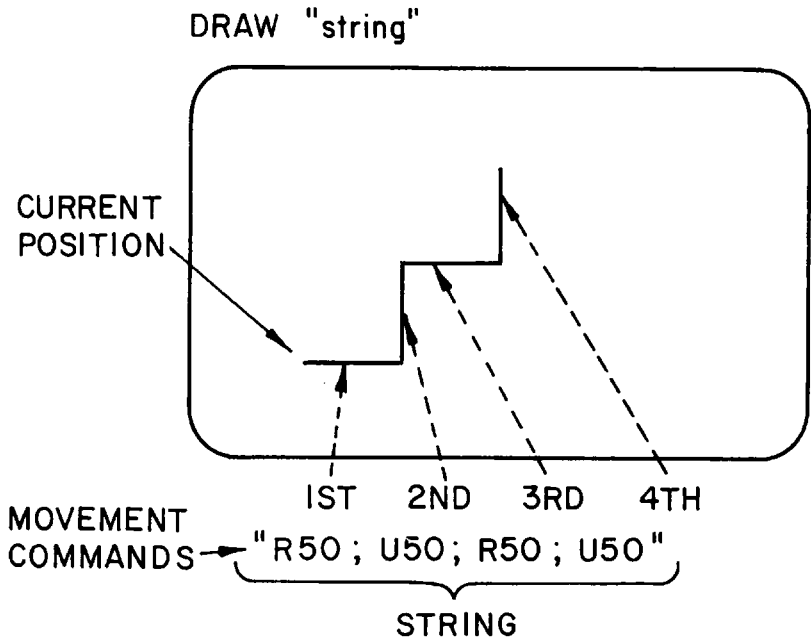 DRAW "string"
CURRENT
POSITION
1ST 2ND 3RD 4TH
MOVEMENT
COMMANDS
"R50; U50; R50; U50"
STRING